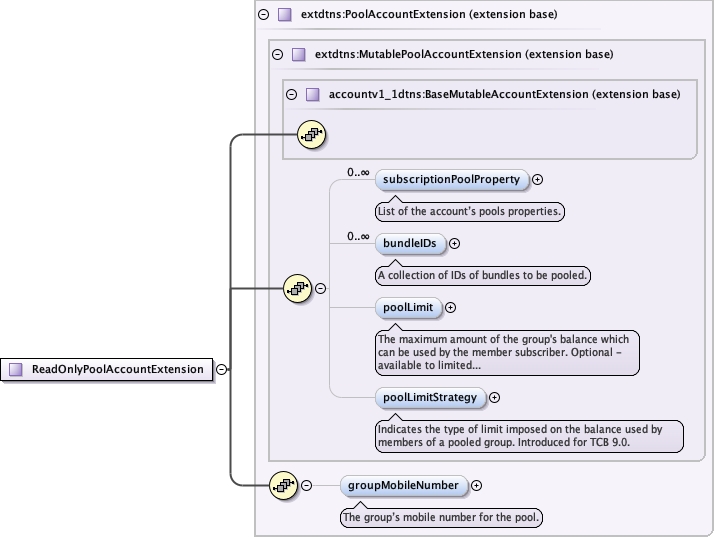 extdtns:PoolAccountExtension (extension base)
extdtns:MutablePoolAccountExtension (extension base)
accountv1_1dtns:BaseMutableAccountExtension (extension base)
0..∞
subscriptionPoolProperty
List of the account's pools properties.
0..∞
bundleIDs
A collection of IDs of bundles to be pooled.
poolLimit
The maximum amount of the group's balance which
can be used by the member subscriber. Optional -
available to limited...
ReadOnlyPoolAccountExtension
poolLimitStrategy
Indicates the type of limit imposed on the balance used by
members of a pooled group. Introduced for TCB 9.0.
groupMobileNumber
The group's mobile number for the pool.